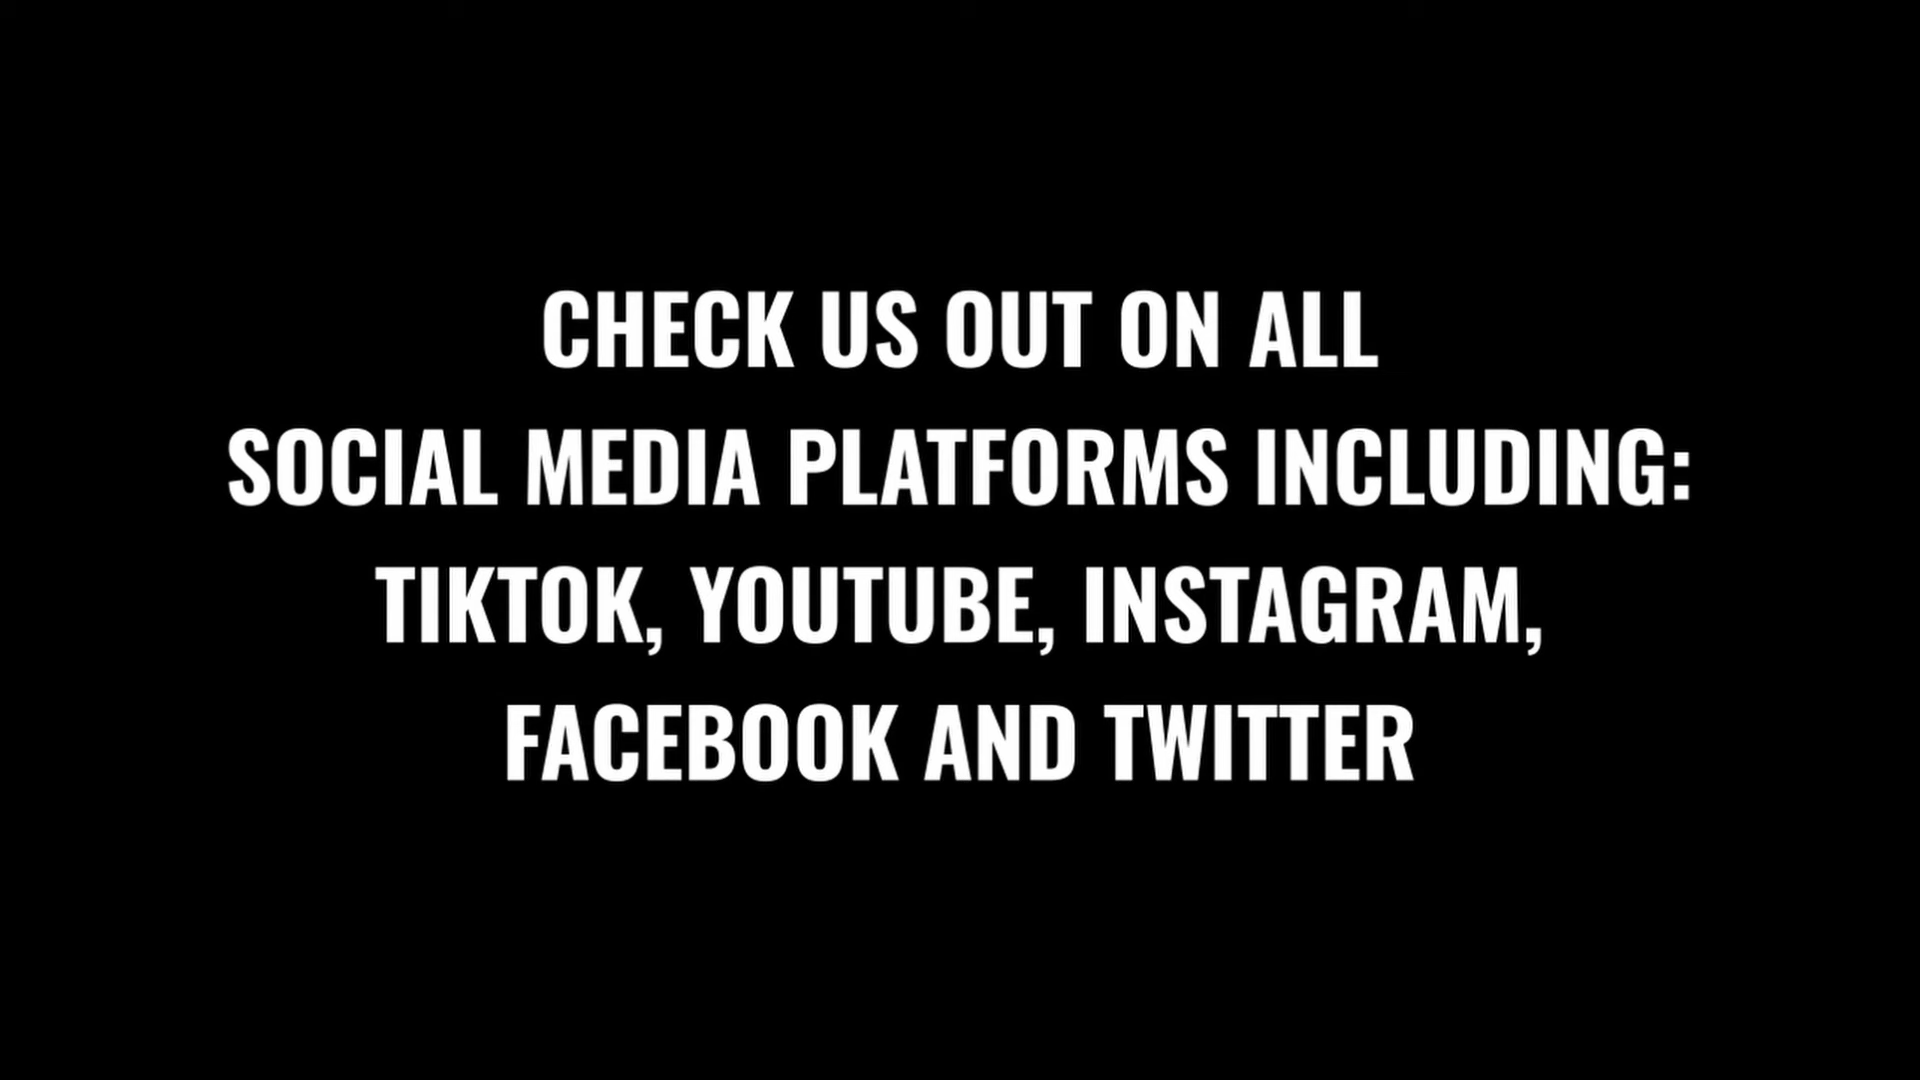 CHECK US OUT ON ALL
SOCIAL MEDIA PLATFORMS INCLUDING:
TIKTOK, YOUTUBE, INSTAGRAM,
FACEBOOK AND TWITTER